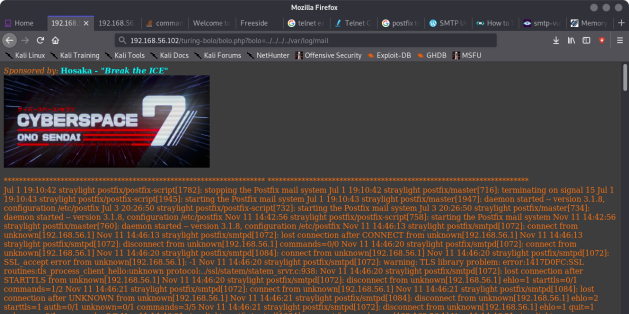 Mozilla Firefox
Home
192.168.
192.168.56
comman
Welcome to
Freeside
telnet en
Telnet C
postfix t
SMTP U
How to
smtp-us
Memory
192.168.56.102/turing-bolo/bolo.php?bolo=../../../../var/log/mail
Kali Linux
Kali Training
Kali Tools
Kali Docs
Kali Forums
NetHunter
Offensive Security
Exploit-DB
GHDB
MSFU
Sponsored by: Hosaka - "Break the ICE"
CYBERSPACE 7
ONO SENDAI
Jul 1 19:10:42 straylight postfix/postfix-script[1782]: stopping the Postfix mail system Jul 1 19:10:42 straylight postfix/master[716]: terminating on signal 15 Jul 1
19:10:43 straylight postfix/postfix-script[1945]: starting the Postfix mail system Jul 1 19:10:43 straylight postfix/master[1947]: daemon started -- version 3.1.8,
configuration /etc/postfix Jul 3 20:26:50 straylight postfix/postfix-script[732]: starting the Postfix mail system Jul 3 20:26:50 straylight postfix/master[734]:
daemon started -- version 3.1.8, configuration /etc/postfix Nov 11 14:42:56 straylight postfix/postfix-script[758]: starting the Postfix mail system Nov 11 14:42:56
straylight postfix/master[760]: daemon started -- version 3.1.8, configuration /etc/postfix Nov 11 14:46:13 straylight postfix/smtpd[1072]: connect from
unknown[192.168.56.1] Nov 11 14:46:13 straylight postfix/smtpd[1072]: lost connection after CONNECT from unknown[192.168.56.1] Nov 11 14:46:13
straylight postfix/smtpd[1072]: disconnect from unknown[192.168.56.1] commands=0/0 Nov 11 14:46:20 straylight postfix/smtpd[1072]: connect from
unknown[192.168.56.1] Nov 11 14:46:20 straylight postfix/smtpd[1084]: connect from unknown[192.168.56.1] Nov 11 14:46:20 straylight postfix/smtpd[1072]:
SSL_accept error from unknown[192.168.56.1]: -1 Nov 11 14:46:20 straylight postfix/smtpd[1072]: warning: TLS library problem: error:1417D0FC:SSL
routines:tls_process_client_hello:unknown protocol:../ssl/statem/statem_srvr.c:938: Nov 11 14:46:20 straylight postfix/smtpd[1072]: lost connection after
STARTTLS from unknown[192.168.56.1] Nov 11 14:46:20 straylight postfix/smtpd[1072]: disconnect from unknown[192.168.56.1] ehlo=1 starttls=0/1
commands=1/2 Nov 11 14:46:21 straylight postfix/smtpd[1072]: connect from unknown[192.168.56.1] Nov 11 14:46:21 straylight postfix/smtpd[1084]: lost
connection after UNKNOWN from unknown[192.168.56.1] Nov 11 14:46:21 straylight postfix/smtpd[1084]: disconnect from unknown[192.168.56.1] ehlo=2
starttls=1 auth=0/1 unknown=0/1 commands=3/5 Nov 11 14:46:21 straylight postfix/smtpd[1072]: disconnect from unknown[192.168.56.1] ehlo=1 quit=1